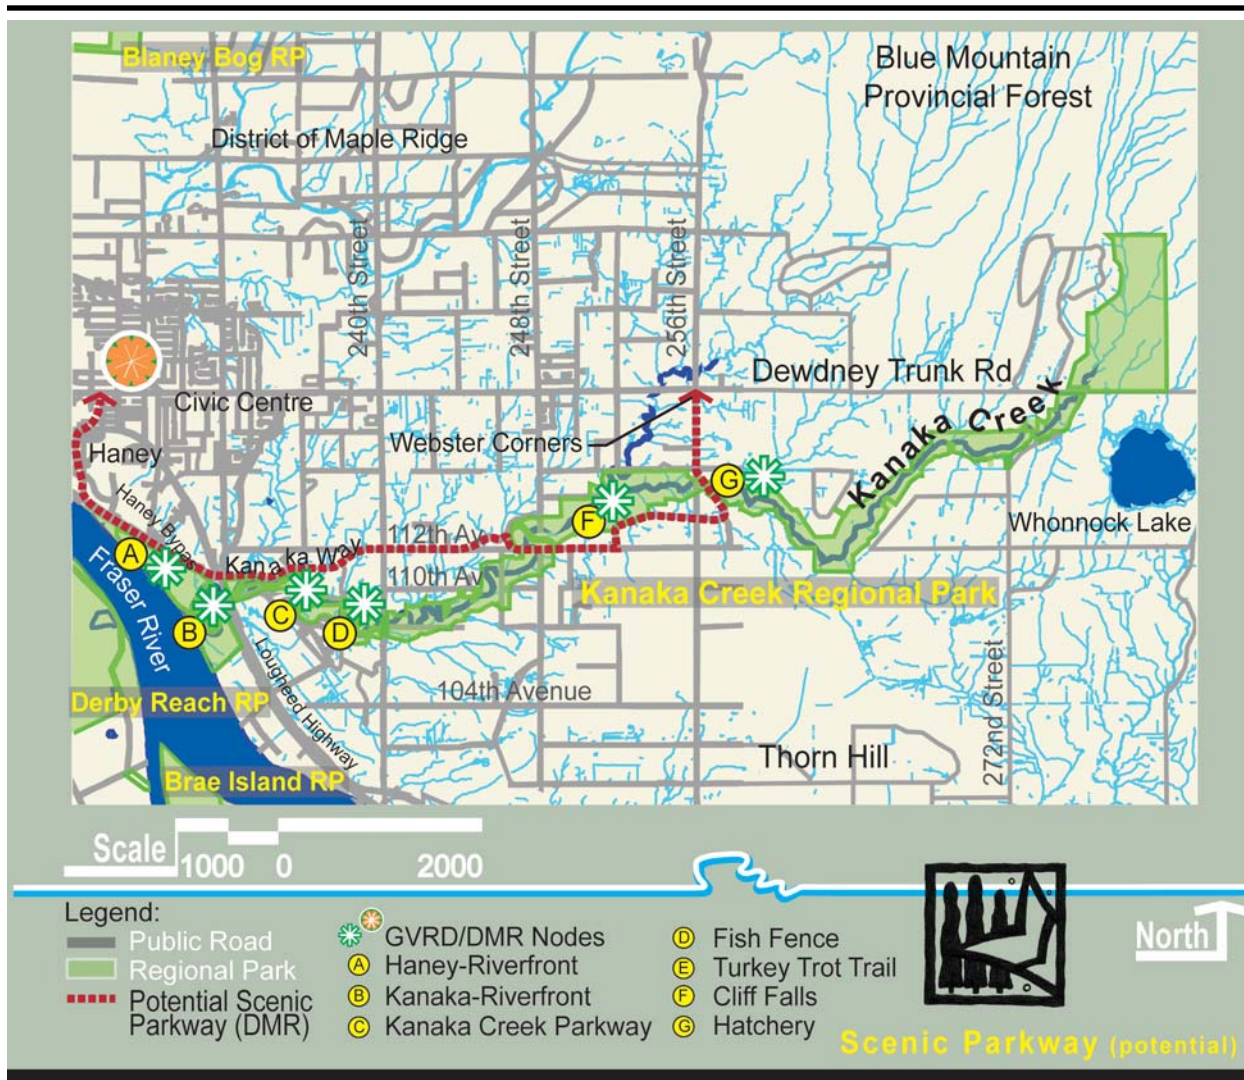 Blaney Bog RP
Blue Mountain
Provincial Forest
District of Maple Ridge
240th Street
248th Street
256th Street
Dewdney Trunk Rd
Civic Centre
Webster Corners
Haney
Kanaka Creek
Haney Bypas
Whonnock Lake
112th Av
Kanaka Way
110th Av
A
B
C
D
F
G
Fraser River
Kanaka Creek Regional Park
Lougheed Highway
104th Avenue
272nd Street
Derby Reach RP
Thorn Hill
Brae Island RP
Scale
1000 0 2000
Legend:
Public Road
Regional Park
Potential Scenic
Parkway (DMR)
GVRD/DMR Nodes
A Haney-Riverfront
B Kanaka-Riverfront
C Kanaka Creek Parkway
D Fish Fence
E Turkey Trot Trail
F Cliff Falls
G Hatchery
North
Scenic Parkway (potential)